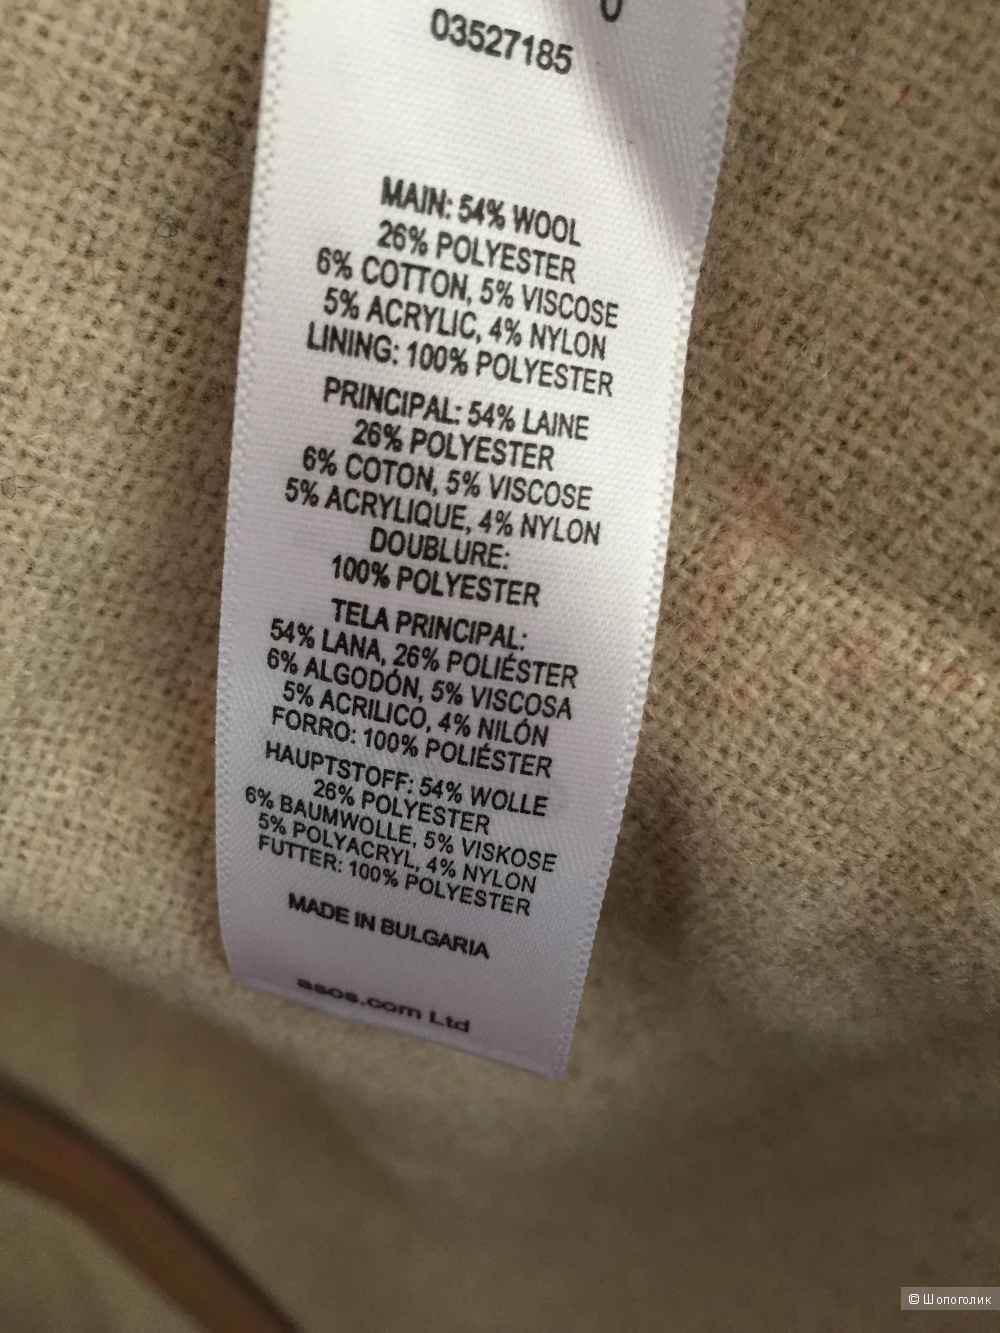 03527185
MAIN: 54% WOOL
26% POLYESTER
6% COTTON, 5% VISCOSE
5% ACRYLIC, 4% NYLON
LINING: 100% POLYESTER
PRINCIPAL: 54% LAINE
26% POLYESTER
6% COTON, 5% VISCOSE
5% ACRYLIQUE, 4% NYLON
DOUBLURE:
100% POLYESTER
TELA PRINCIPAL:
54% LANA, 26% POLIÉSTER
6% ALGODÓN, 5% VISCOSA
5% ACRILICO, 4% NILÓN
FORRO: 100% POLIÉSTER
HAUPTSTOFF: 54% WOLLE
26% POLYESTER
6% BAUMWOLLE, 5% VISKOSE
5% POLYACRYL, 4% NYLON
FUTTER: 100% POLYESTER
MADE IN BULGARIA
asos.com Ltd
© Шопоголик